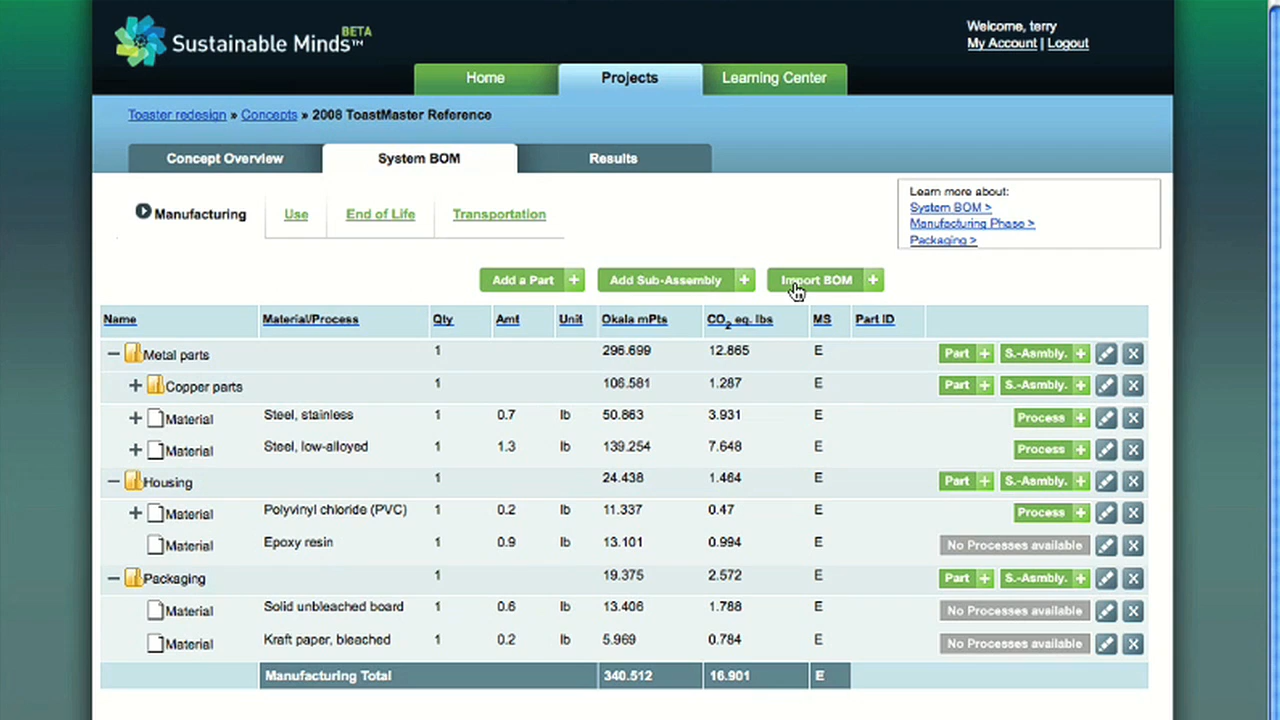 Sustainable Minds™ BETA
Welcome, terry
My Account | Logout
Home Projects Learning Center
Toaster redesign » Concepts » 2008 ToastMaster Reference
Concept Overview System BOM Results
Learn more about:
System BOM >
Manufacturing Phase >
Packaging >
Manufacturing Use End of Life Transportation
Add a Part + Add Sub-Assembly + Import BOM +
Name Material/Process Qty Amt Unit Okala mPts CO2 eq. lbs MS Part ID
Metal parts 1 296.699 12.865 E Part + S.-Asmbly. +
Copper parts 1 106.581 1.287 E Part + S.-Asmbly. +
Material Steel, stainless 1 0.7 lb 50.863 3.931 E Process +
Material Steel, low-alloyed 1 1.3 lb 139.254 7.648 E Process +
Housing 1 24.438 1.464 E Part + S.-Asmbly. +
Material Polyvinyl chloride (PVC) 1 0.2 lb 11.337 0.47 E Process +
Material Epoxy resin 1 0.9 lb 13.101 0.994 E No Processes available
Packaging 1 19.375 2.572 E Part + S.-Asmbly. +
Material Solid unbleached board 1 0.6 lb 13.406 1.788 E No Processes available
Material Kraft paper, bleached 1 0.2 lb 5.969 0.784 E No Processes available
Manufacturing Total 340.512 16.901 E